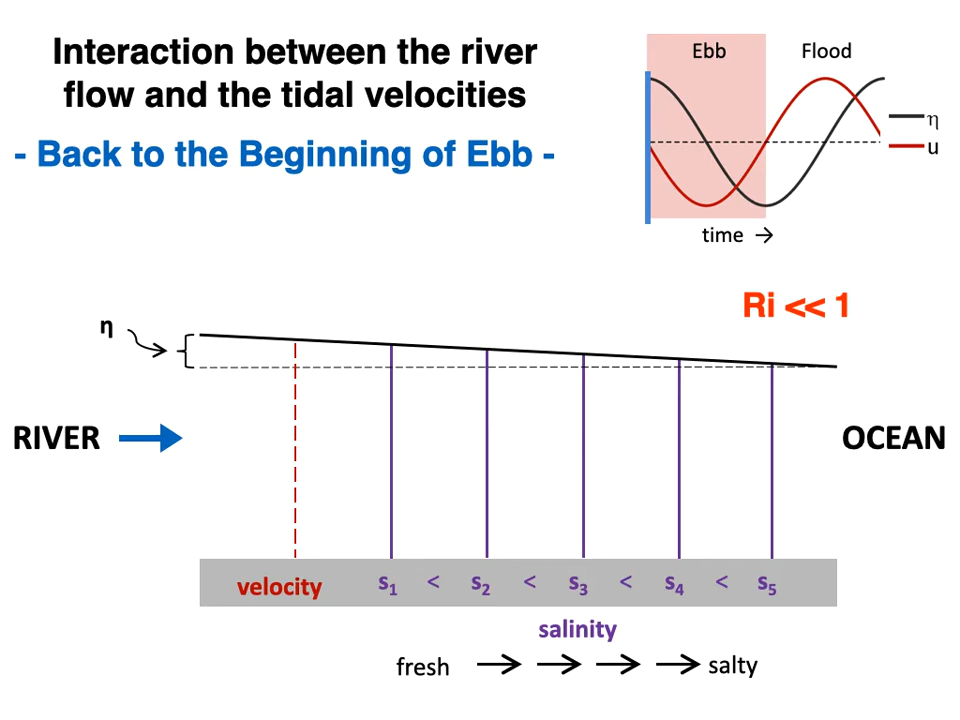 Interaction between the river
flow and the tidal velocities
- Back to the Beginning of Ebb -
Ebb Flood
η
u
time →
Ri << 1
η
RIVER
OCEAN
velocity s₁ < s₂ < s₃ < s₄ < s₅
salinity
fresh → → → → salty